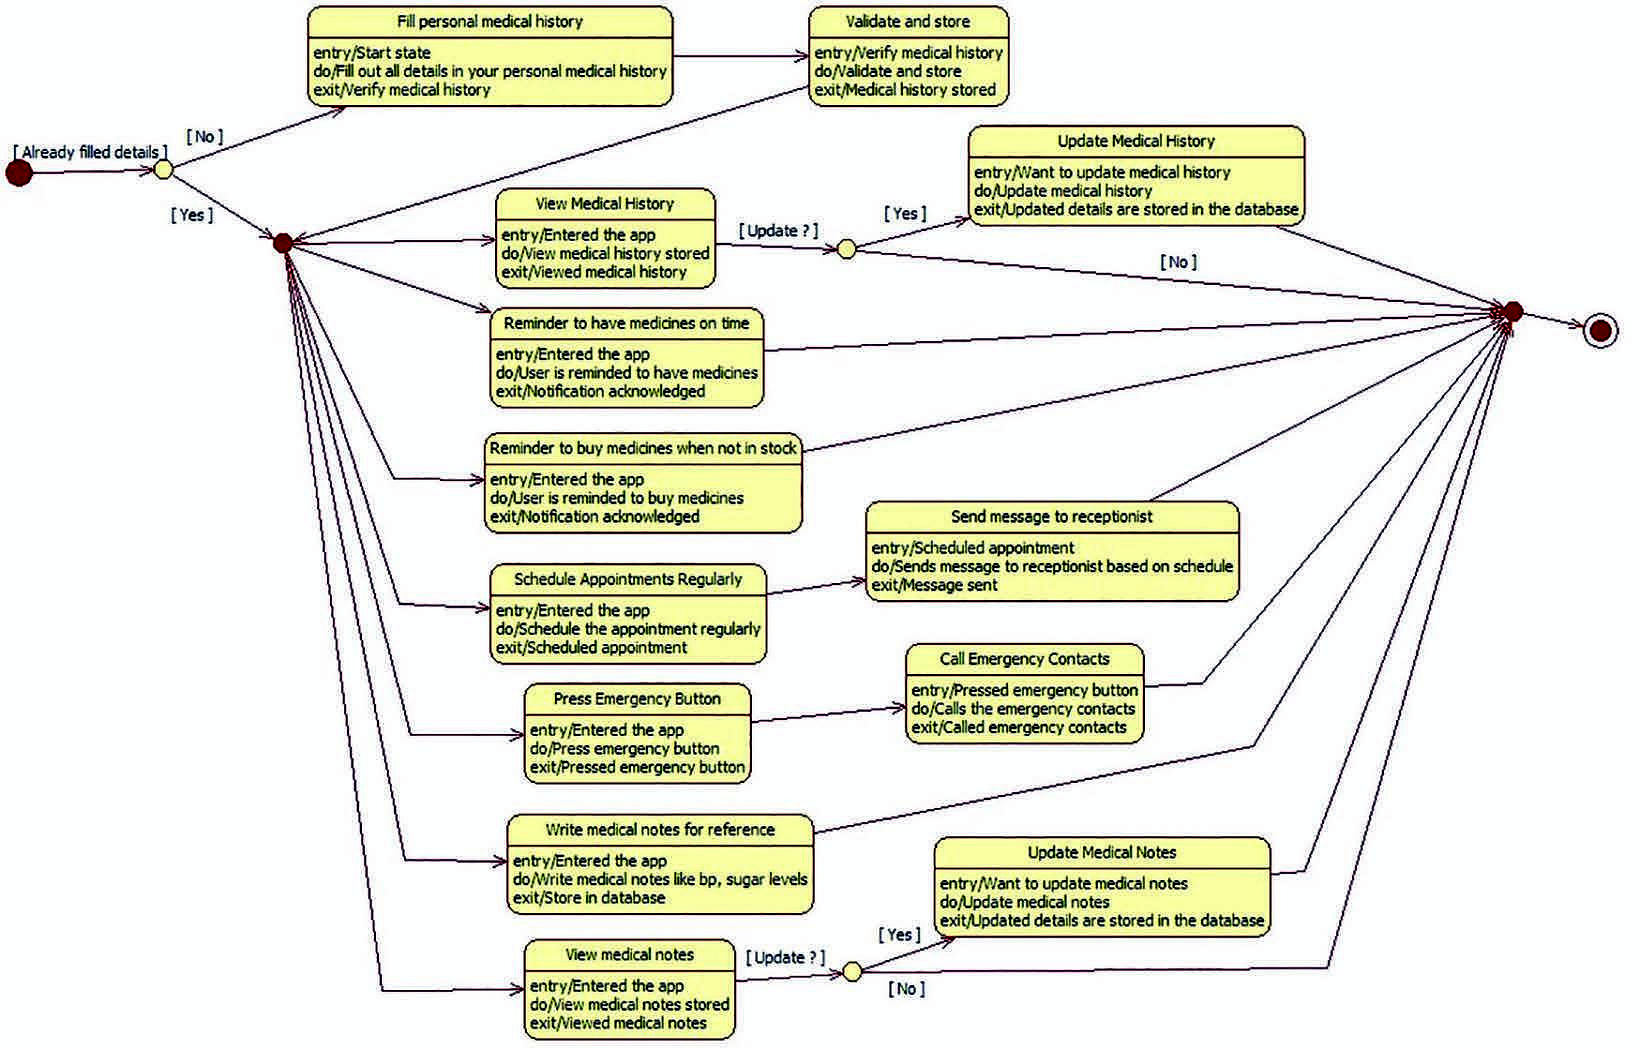 Fill personal medical history
entry/Start state
do/Fill out all details in your personal medical history
exit/Verify medical history
Validate and store
entry/Verify medical history
do/Validate and store
exit/Medical history stored
[ No ]
[ Already filled details ]
[ Yes ]
Update Medical History
entry/Want to update medical history
do/Update medical history
exit/Updated details are stored in the database
View Medical History
entry/Entered the app
do/View medical history stored
exit/Viewed medical history
[ Update ? ]
[ Yes ]
[ No ]
Reminder to have medicines on time
entry/Entered the app
do/User is reminded to have medicines
exit/Notification acknowledged
Reminder to buy medicines when not in stock
entry/Entered the app
do/User is reminded to buy medicines
exit/Notification acknowledged
Send message to receptionist
entry/Scheduled appointment
do/Sends message to receptionist based on schedule
exit/Message sent
Schedule Appointments Regularly
entry/Entered the app
do/Schedule the appointment regularly
exit/Scheduled appointment
Call Emergency Contacts
entry/Pressed emergency button
do/Calls the emergency contacts
exit/Called emergency contacts
Press Emergency Button
entry/Entered the app
do/Press emergency button
exit/Pressed emergency button
Write medical notes for reference
entry/Entered the app
do/Write medical notes like bp, sugar levels
exit/Store in database
Update Medical Notes
entry/Want to update medical notes
do/Update medical notes
exit/Updated details are stored in the database
View medical notes
entry/Entered the app
do/View medical notes stored
exit/Viewed medical notes
[ Update ? ]
[ Yes ]
[ No ]